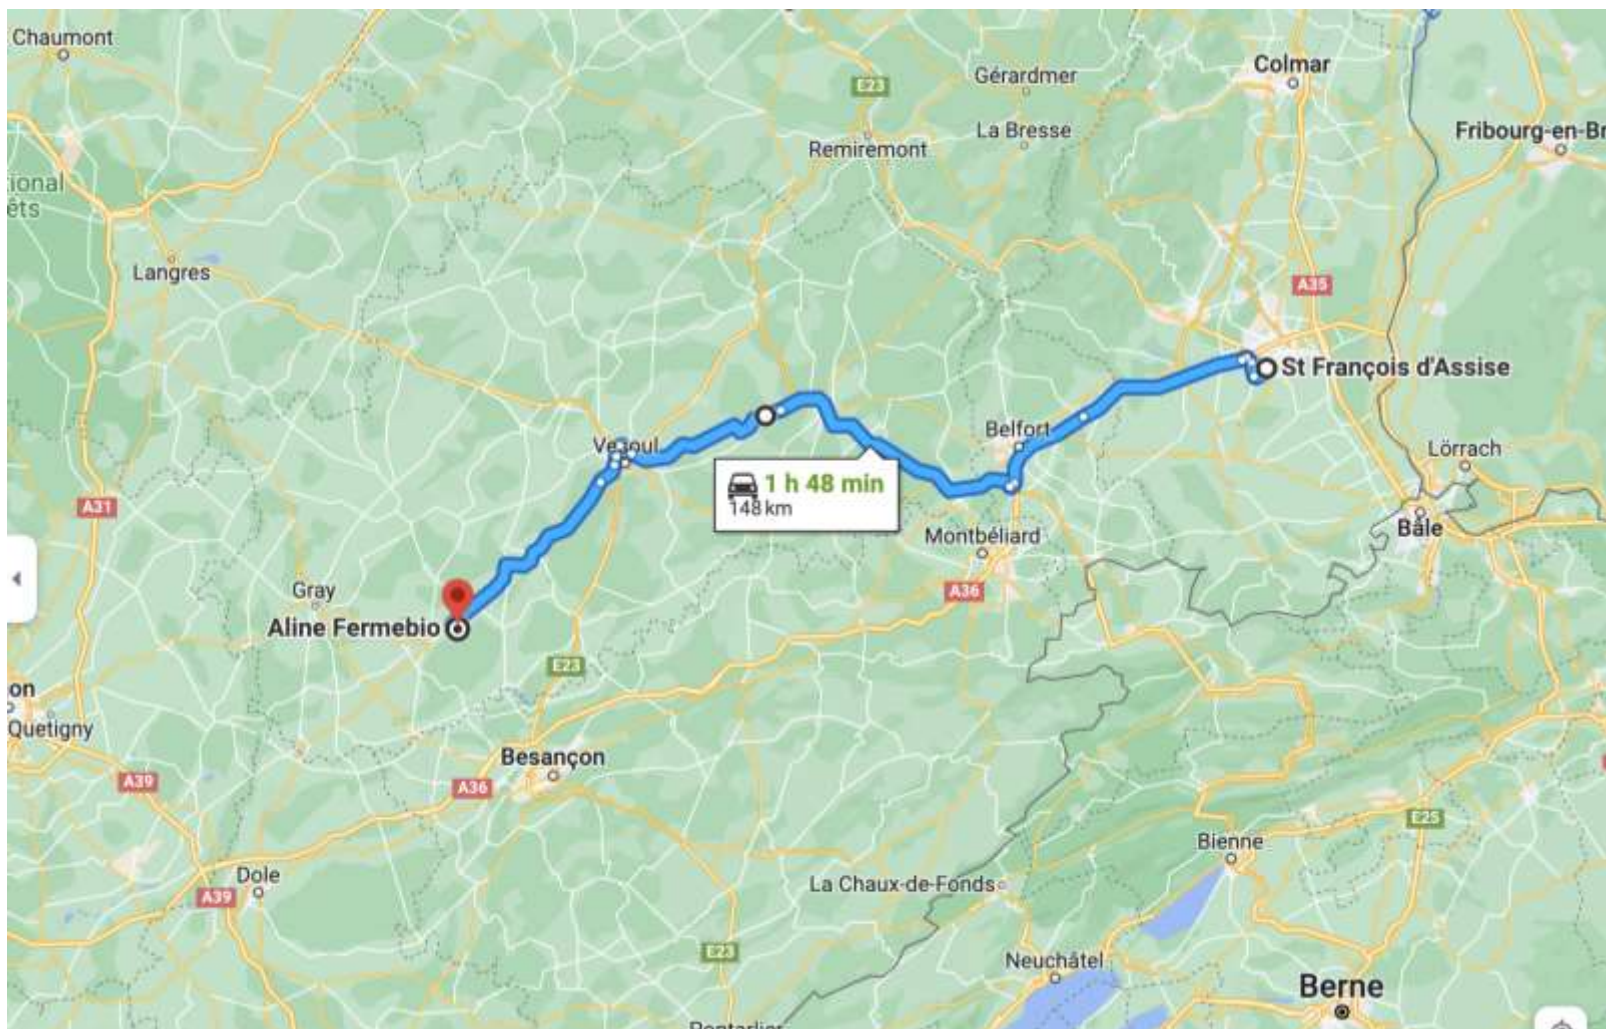 Chaumont
Colmar
E23
Gérardmer
La Bresse
Remiremont
Fribourg-en-Br
ional
êts
Langres
A35
St François d'Assise
Belfort
Vesoul
Lörrach
1 h 48 min
148 km
A31
Bâle
Montbéliard
A36
Gray
Aline Fermebio
E23
on
Quetigny
Besançon
A39
A36
E25
Bienne
Dole
La Chaux-de-Fonds
A39
E23
Neuchâtel
Berne
Pontarlier